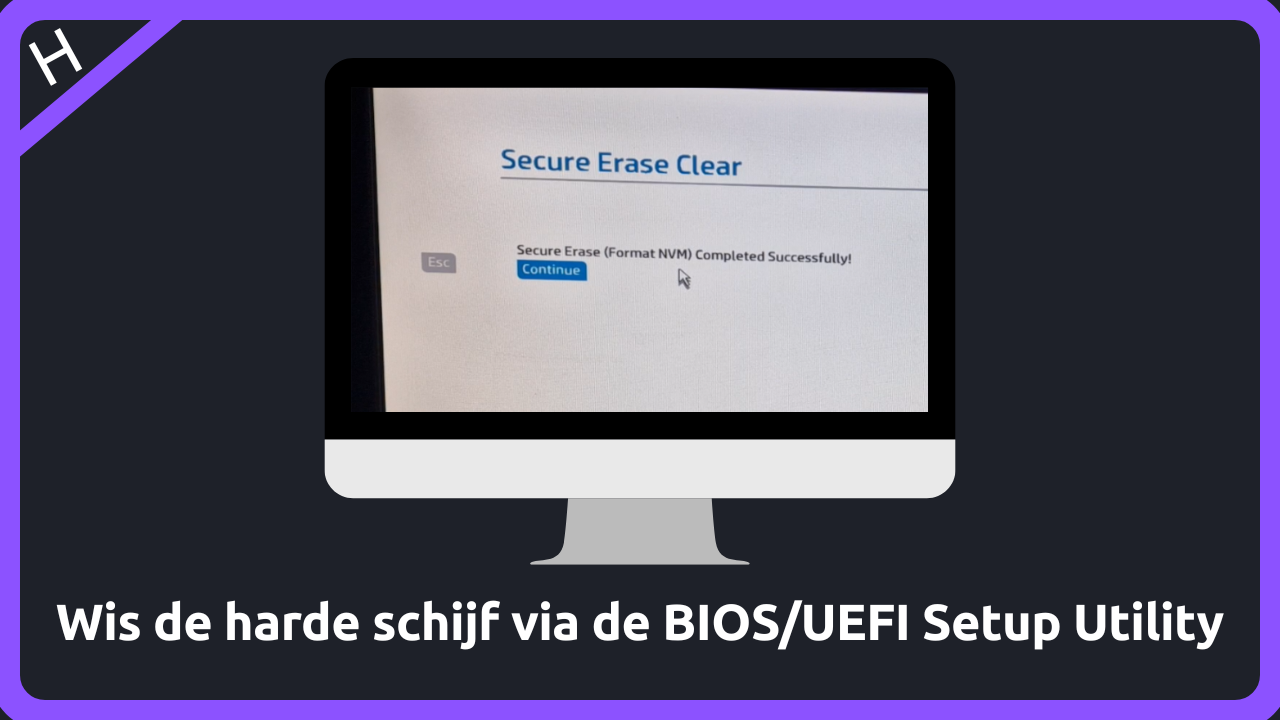 H
Secure Erase Clear
Esc
Secure Erase (Format NVM) Completed Successfully!
Continue
Wis de harde schijf via de BIOS/UEFI Setup Utility